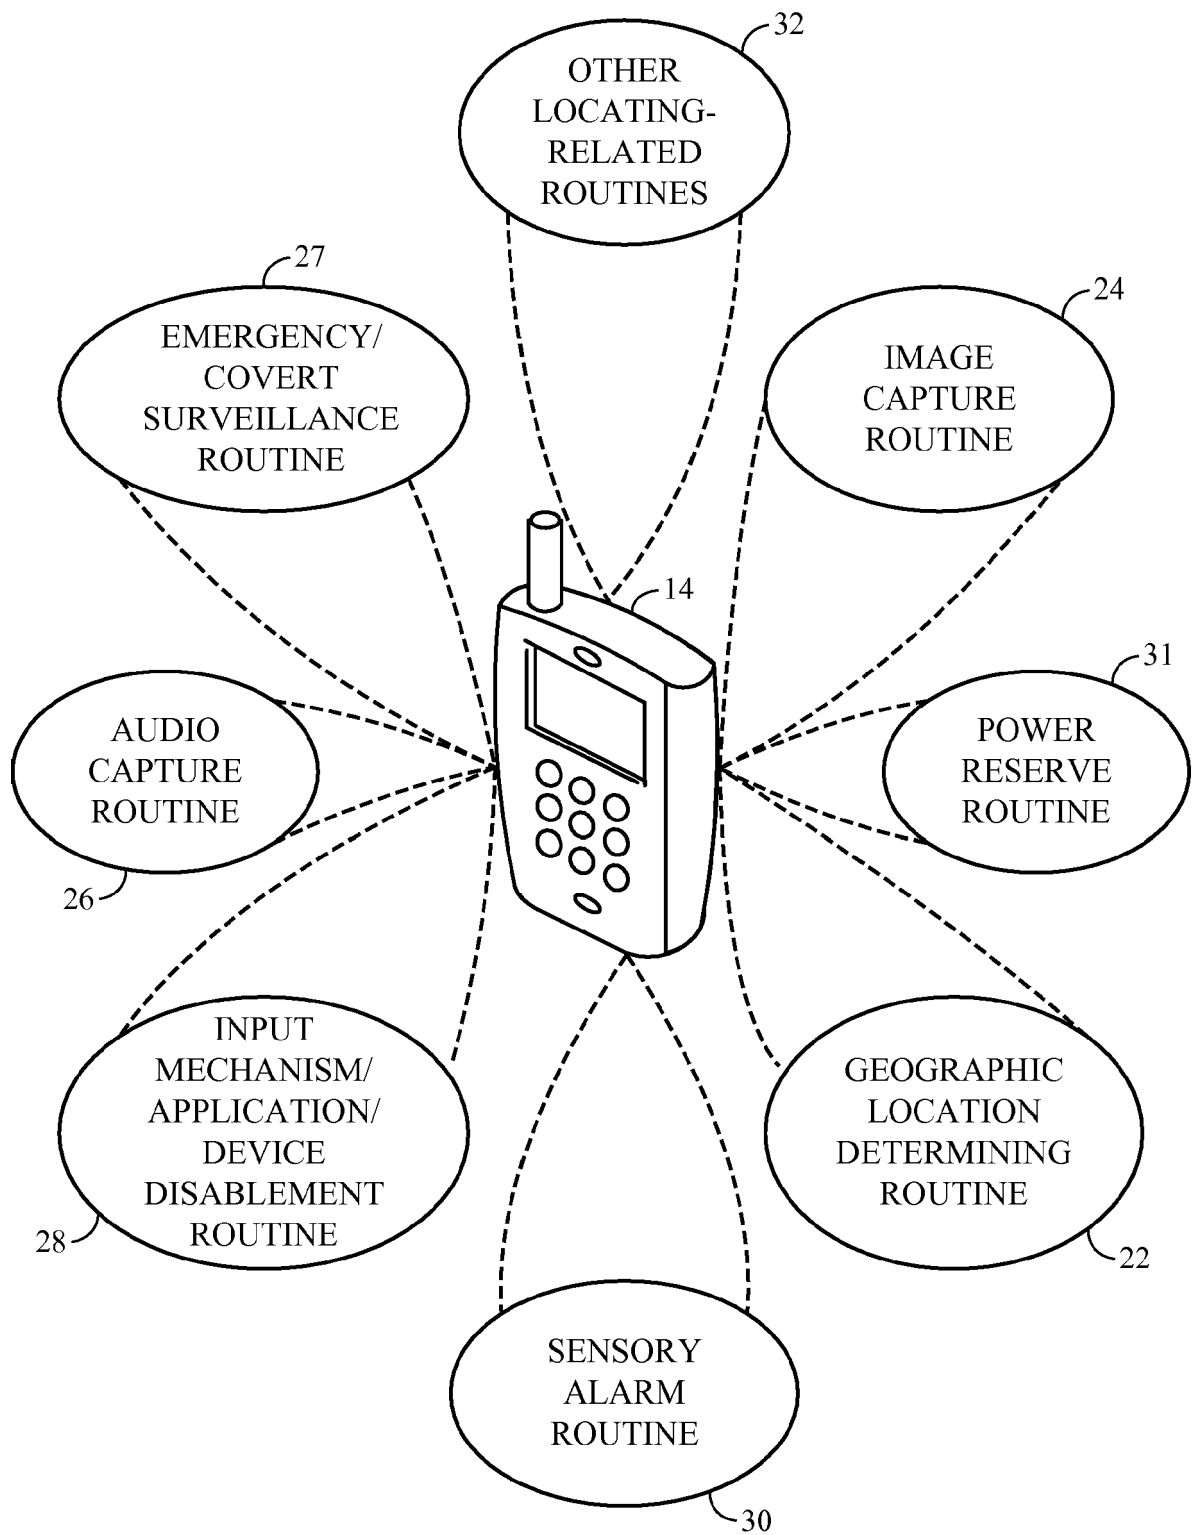 32
OTHER
LOCATING-
RELATED
ROUTINES
27
EMERGENCY/
COVERT
SURVEILLANCE
ROUTINE
24
IMAGE
CAPTURE
ROUTINE
14
31
POWER
RESERVE
ROUTINE
AUDIO
CAPTURE
ROUTINE
26
INPUT
MECHANISM/
APPLICATION/
DEVICE
DISABLEMENT
ROUTINE
28
GEOGRAPHIC
LOCATION
DETERMINING
ROUTINE
22
SENSORY
ALARM
ROUTINE
30